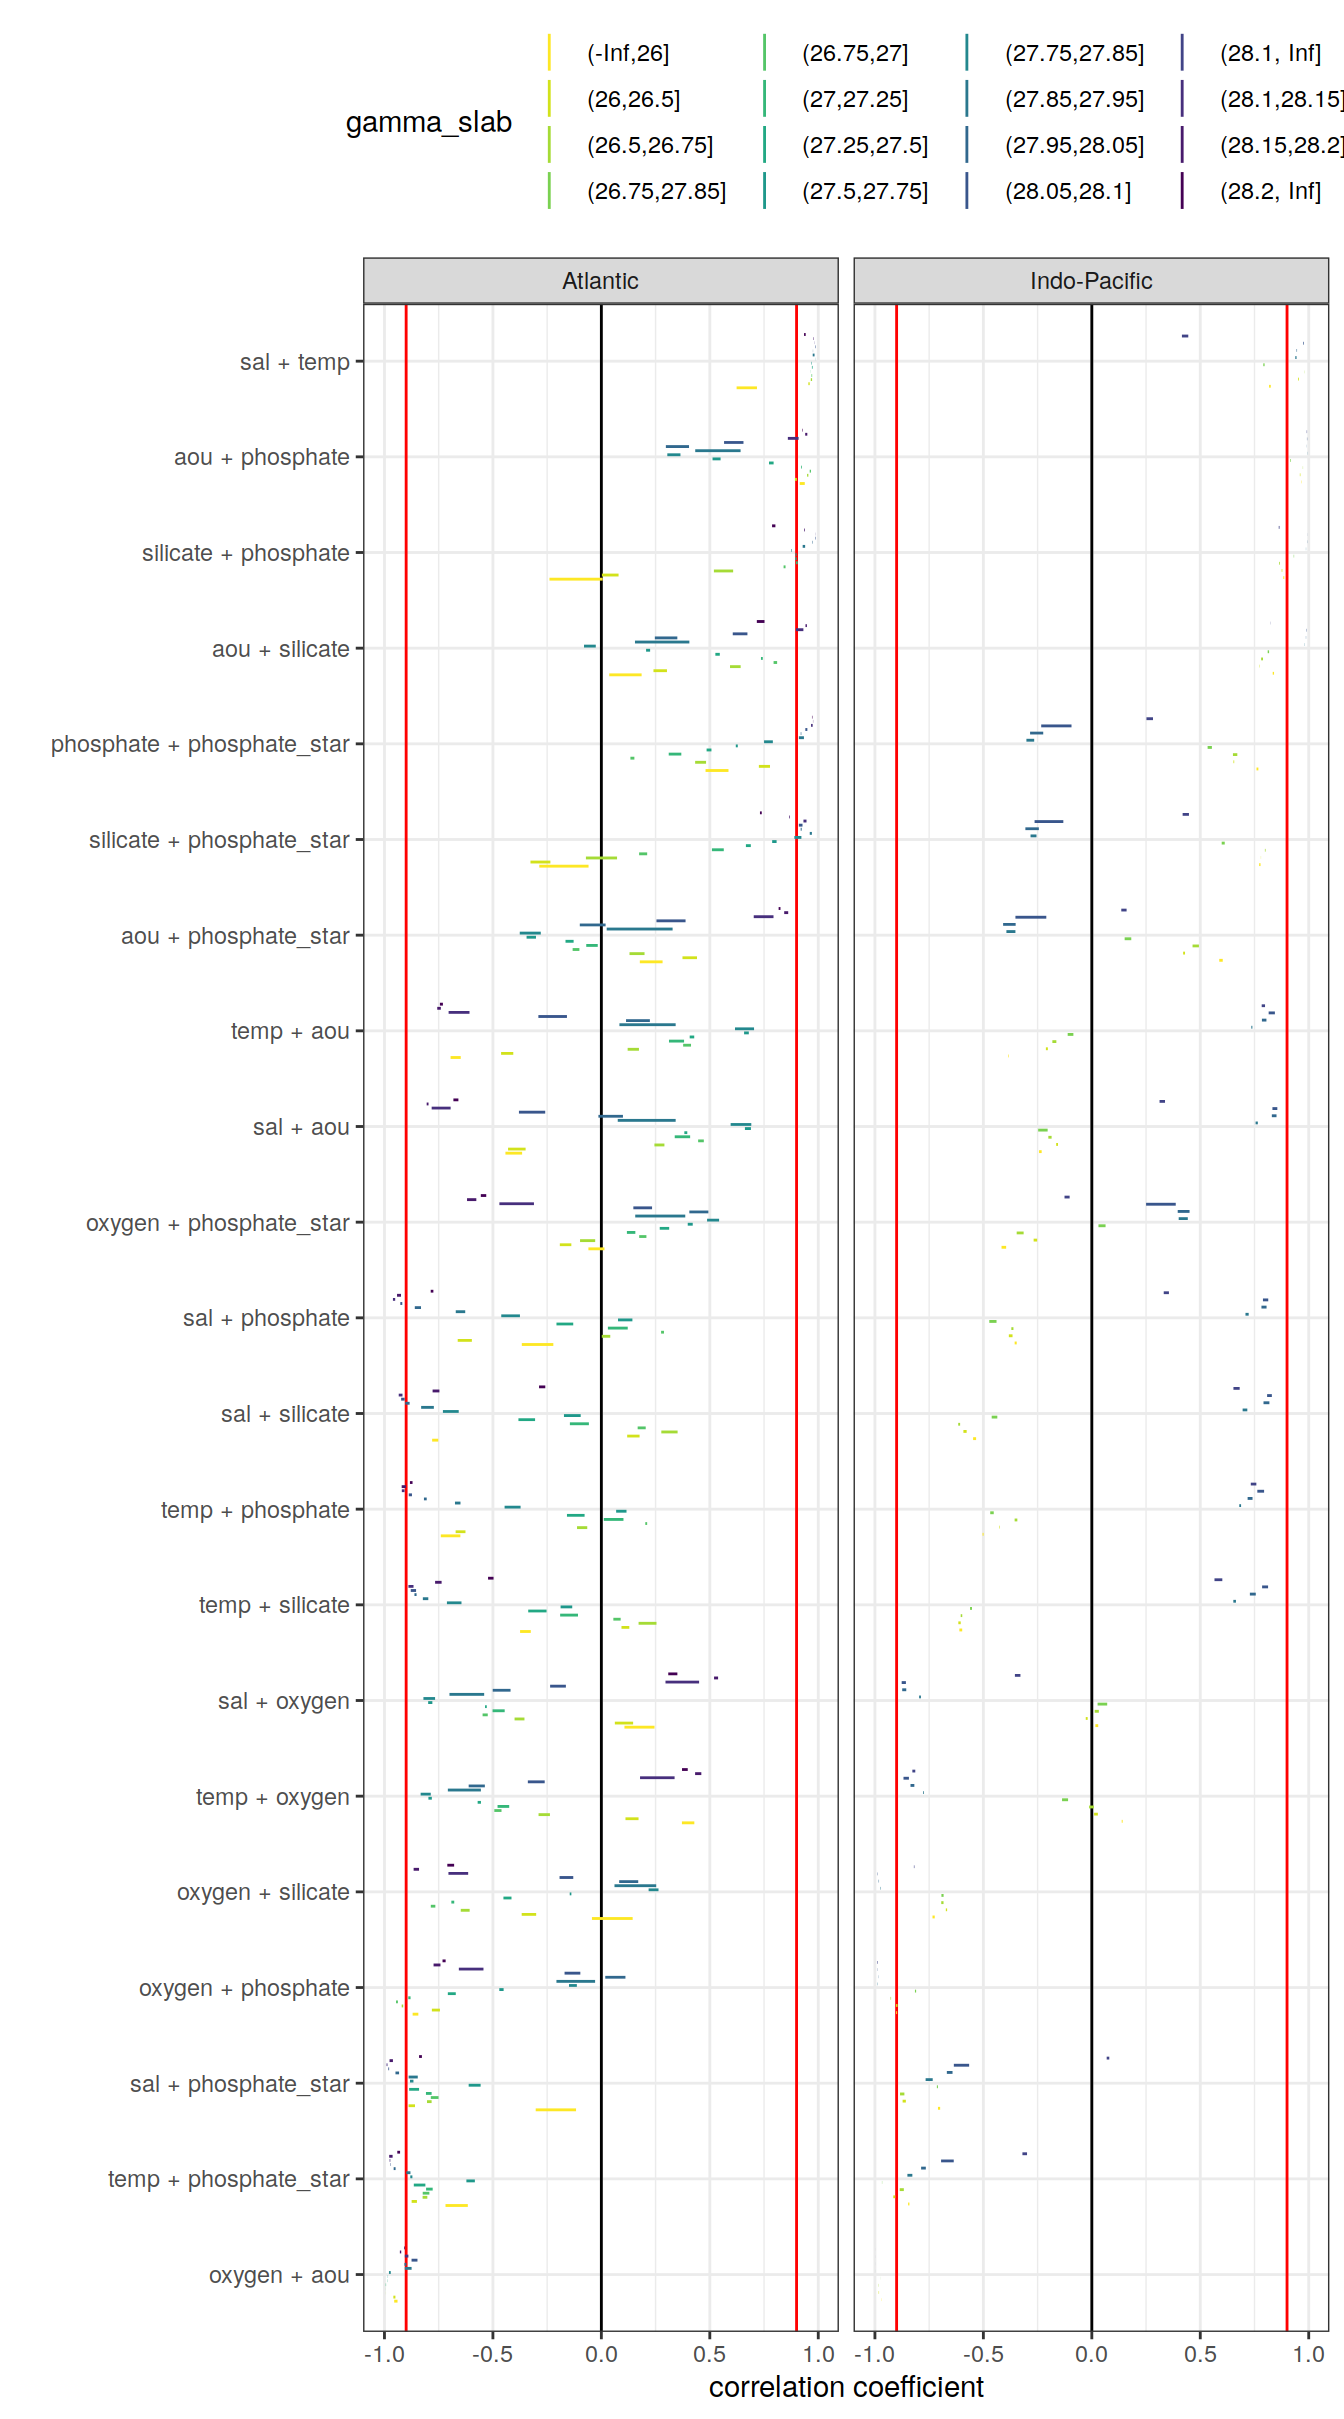 gamma_slab
(-Inf,26]
(26,26.5]
(26.5,26.75]
(26.75,27.85]
(26.75,27]
(27,27.25]
(27.25,27.5]
(27.5,27.75]
(27.75,27.85]
(27.85,27.95]
(27.95,28.05]
(28.05,28.1]
(28.1, Inf]
(28.1,28.15]
(28.15,28.2]
(28.2, Inf]
Atlantic
Indo-Pacific
sal + temp
aou + phosphate
silicate + phosphate
aou + silicate
phosphate + phosphate_star
silicate + phosphate_star
aou + phosphate_star
temp + aou
sal + aou
oxygen + phosphate_star
sal + phosphate
sal + silicate
temp + phosphate
temp + silicate
sal + oxygen
temp + oxygen
oxygen + silicate
oxygen + phosphate
sal + phosphate_star
temp + phosphate_star
oxygen + aou
-1.0 -0.5 0.0 0.5 1.0
-1.0 -0.5 0.0 0.5 1.0
correlation coefficient